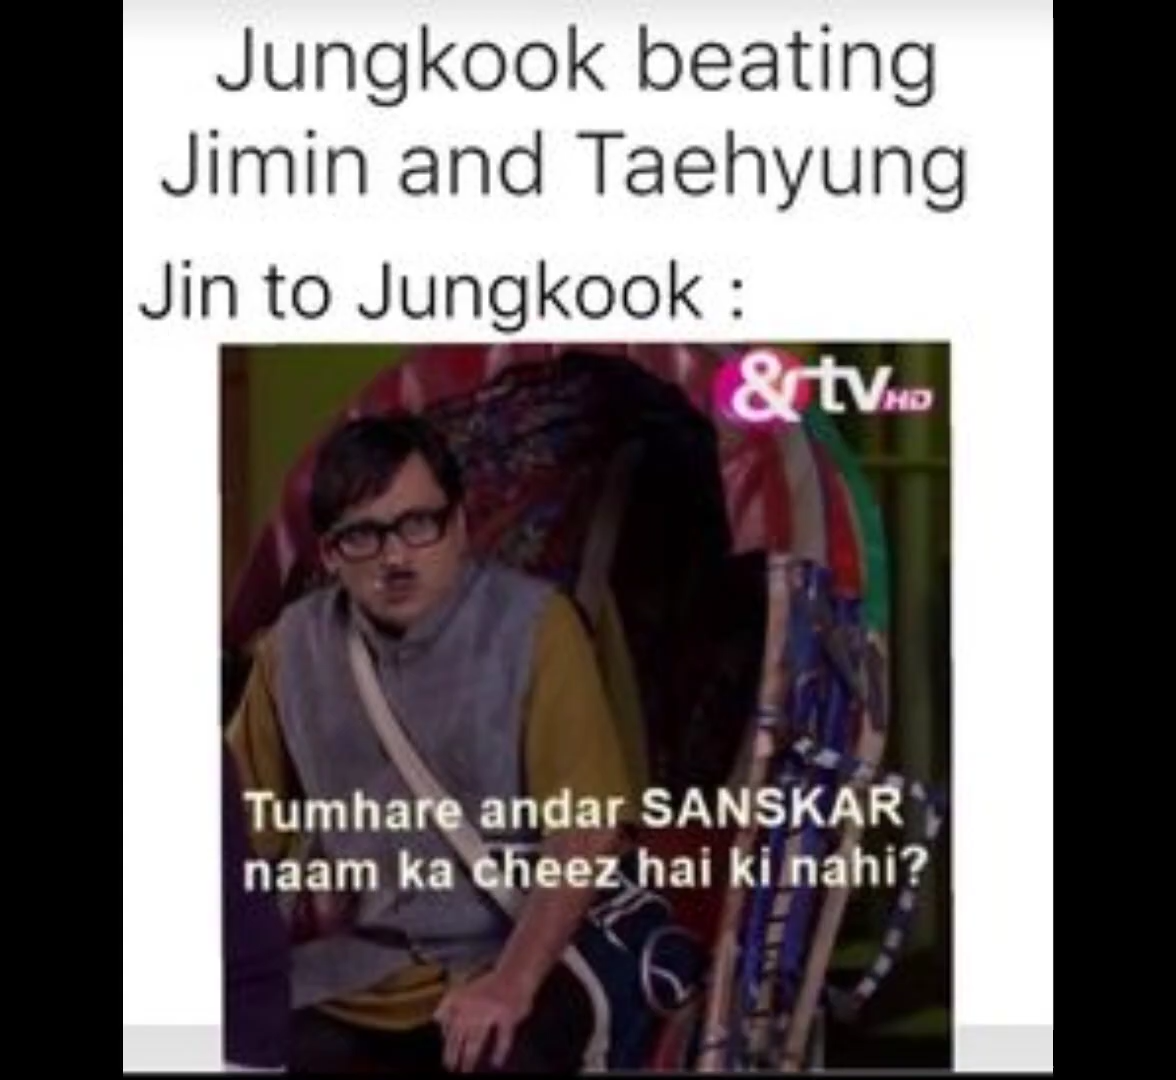 Jungkook beating
Jimin and Taehyung
Jin to Jungkook :
&tv HD
Tumhare andar SANSKAR
naam ka cheez hai ki nahi?